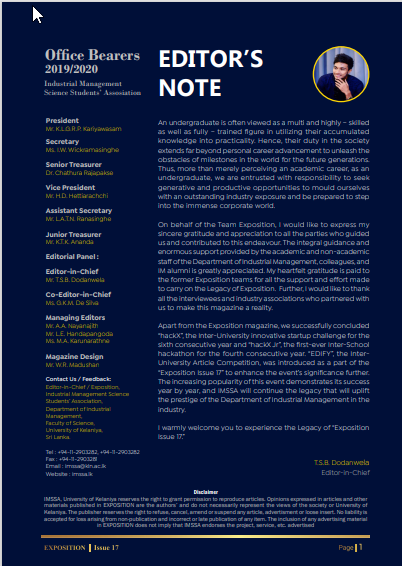 Office Bearers
2019/2020
Industrial Management
Science Students' Association
President
Mr. K.L.G.R.P. Kariyawasam
Secretary
Ms. I.W. Wickramasinghe
Senior Treasurer
Dr. Chathura Rajapakse
Vice President
Mr. H.D. Hettiarachchi
Assistant Secretary
Mr. L.A.T.N. Ranasinghe
Junior Treasurer
Mr. K.T.K. Ananda
Editorial Panel :
Editor-in-Chief
Mr. T.S.B. Dodanwela
Co-Editor-in-Chief
Ms. G.K.M. De Silva
Managing Editors
Mr. A.A. Nayanajith
Mr. L.E. Handapangoda
Ms. M.A. Karunarathne
Magazine Design
Mr. W.R. Madushan
Contact Us / Feedback:
Editor-in-Chief / Exposition,
Industrial Management Science
Students' Association,
Department of Industrial
Management,
Faculty of Science,
University of Kelaniya,
Sri Lanka.
Tel : +94-11-2903282, +94-11-2903282
Fax : +94-11-2903281
Email : imssa@kln.ac.lk
Website : imssa.lk
EDITOR'S
NOTE
An undergraduate is often viewed as a multi and highly – skilled
as well as fully – trained figure in utilizing their accumulated
knowledge into practicality. Hence, their duty in the society
extends far beyond personal career advancement to unleash the
obstacles of milestones in the world for the future generations.
Thus, more than merely perceiving an academic career, as an
undergraduate, we are entrusted with responsibility to seek
generative and productive opportunities to mould ourselves
with an outstanding industry exposure and be prepared to step
into the immense corporate world.
On behalf of the Team Exposition, I would like to express my
sincere gratitude and appreciation to all the parties who guided
us and contributed to this endeavour. The integral guidance and
enormous support provided by the academic and non-academic
staff of the Department of Industrial Management, colleagues, and
IM alumni is greatly appreciated. My heartfelt gratitude is paid to
the former Exposition teams for all the support and effort made
to carry on the Legacy of Exposition. Further, I would like to thank
all the interviewees and industry associations who partnered with
us to make this magazine a reality.
Apart from the Exposition magazine, we successfully concluded
"hackX", the Inter-University innovative startup challenge for the
sixth consecutive year and "hackX Jr", the first-ever Inter-School
hackathon for the fourth consecutive year. "EDIFY", the Inter-
University Article Competition, was introduced as a part of the
"Exposition Issue 17" to enhance the event's significance further.
The increasing popularity of this event demonstrates its success
year by year, and IMSSA will continue the legacy that will uplift
the prestige of the Department of Industrial Management in the
industry.
I warmly welcome you to experience the Legacy of "Exposition
Issue 17."
T.S.B. Dodanwela
Editor-in-Chief
Disclaimer
IMSSA, University of Kelaniya reserves the right to grant permission to reproduce articles. Opinions expressed in articles and other
materials published in EXPOSITION are the authors' and do not necessarily represent the views of the society or University of
Kelaniya. The publisher reserves the right to refuse, cancel, amend or suspend any article, advertisment or loose insert. No liability is
accepted for loss arising from non-publication and incorrect or late publication of any item. The inclusion of any advertising material
in EXPOSITION does not imply that IMSSA endorses the project, service, etc. advertised
EXPOSITION | Issue 17
Page | 1